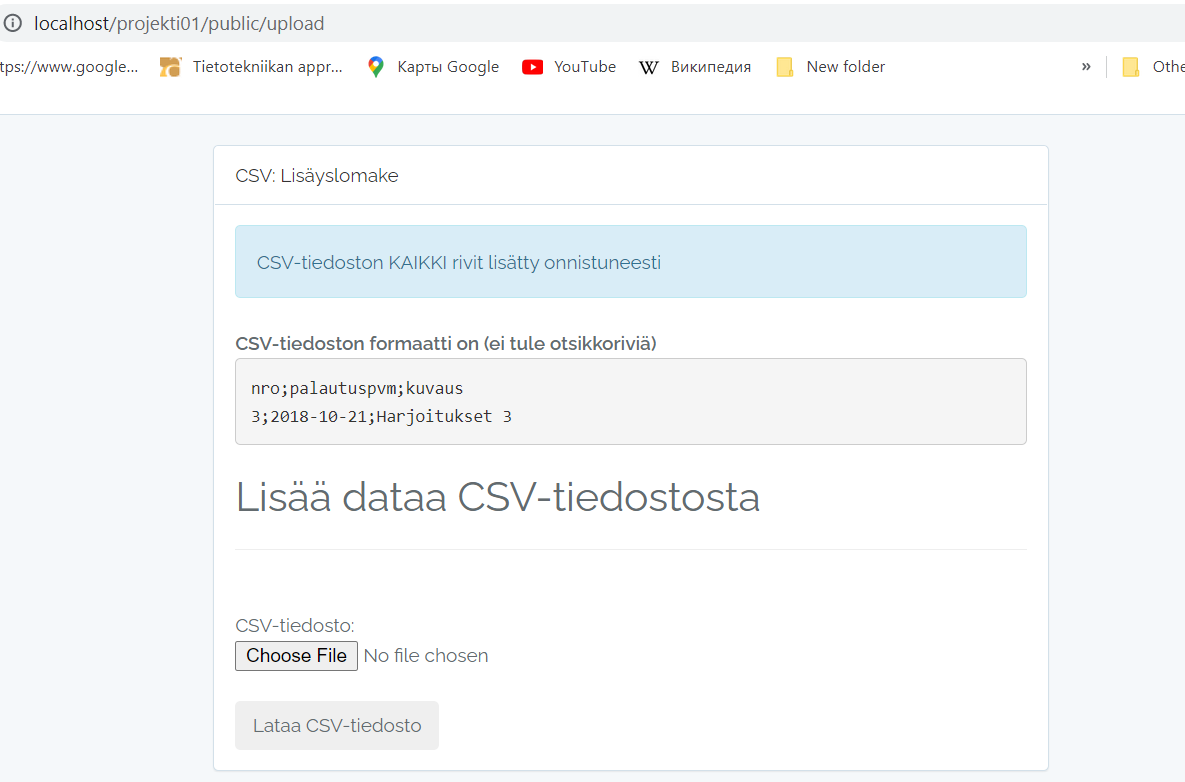 localhost/projekti01/public/upload
tps://www.google... Tietotekniikan appr... Карты Google YouTube W Википедия New folder » Othe
CSV: Lisäyslomake
CSV-tiedoston KAIKKI rivit lisätty onnistuneesti
CSV-tiedoston formaatti on (ei tule otsikkoriviä)
nro;palautuspvm;kuvaus
3;2018-10-21;Harjoitukset 3
Lisää dataa CSV-tiedostosta
CSV-tiedosto:
Choose File No file chosen
Lataa CSV-tiedosto